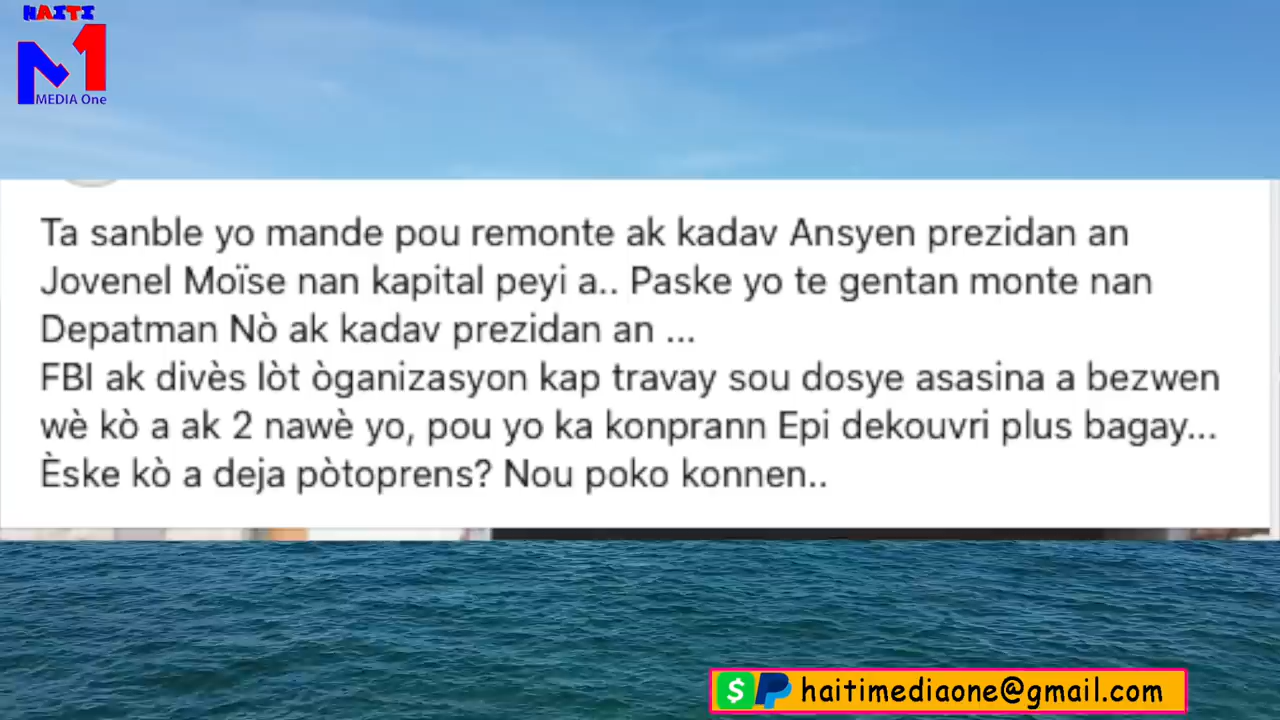 HAITI
M1
MEDIA One
Ta sanble yo mande pou remonte ak kadav Ansyen prezidan an
Jovenel Moïse nan kapital peyi a.. Paske yo te gentan monte nan
Depatman Nò ak kadav prezidan an ...
FBI ak divès lòt òganizasyon kap travay sou dosye asasina a bezwen
wè kò a ak 2 nawè yo, pou yo ka konprann Epi dekouvri plus bagay...
Èske kò a deja pòtoprens? Nou poko konnen..
$ haitimediaone@gmail.com